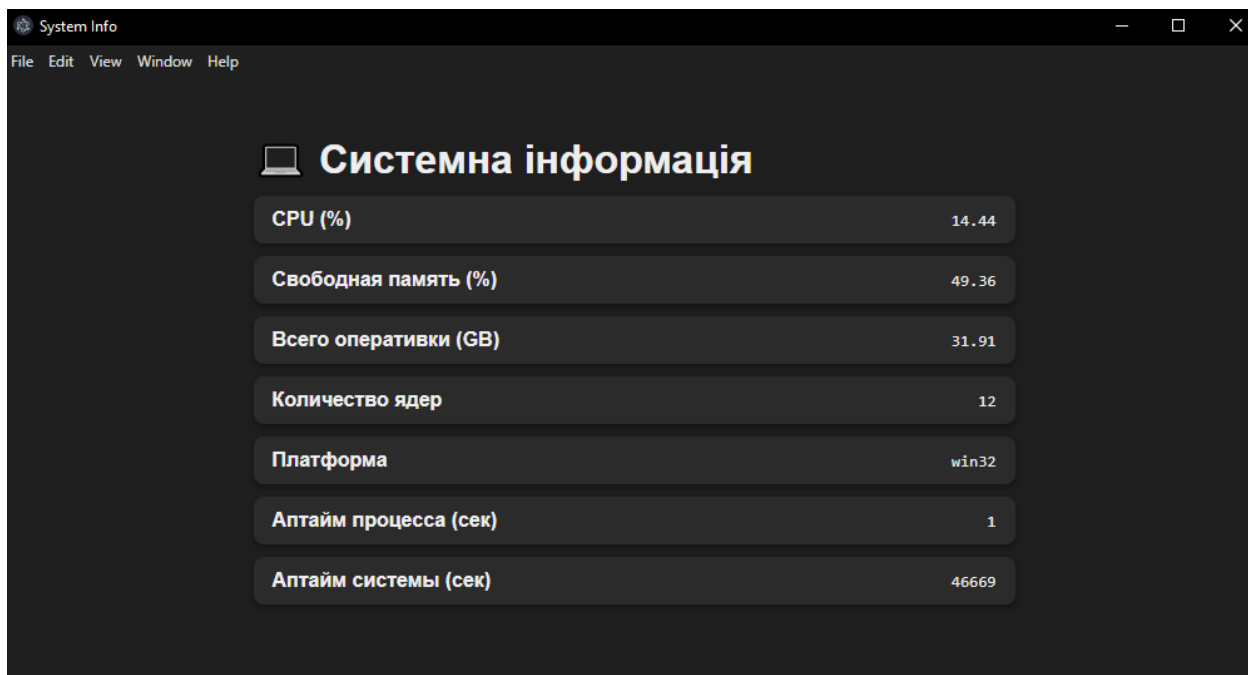 System Info
File Edit View Window Help
Системна інформація
CPU (%) 14.44
Свободная память (%) 49.36
Всего оперативки (GB) 31.91
Количество ядер 12
Платформа win32
Аптайм процесса (сек) 1
Аптайм системы (сек) 46669